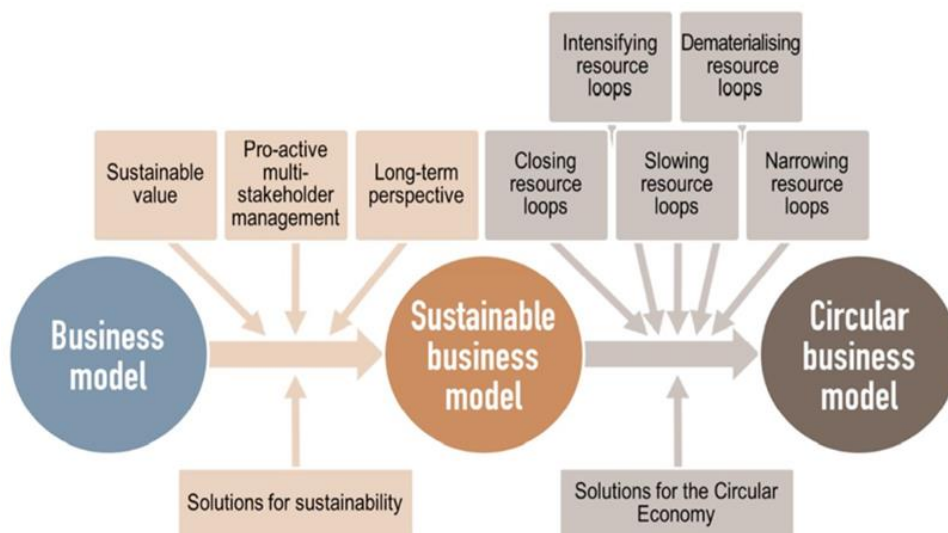 Intensifying
resource
loops
Dematerialising
resource
loops
Sustainable
value
Pro-active
multi-
stakeholder
management
Long-term
perspective
Closing
resource
loops
Slowing
resource
loops
Narrowing
resource
loops
Business
model
Sustainable
business
model
Circular
business
model
Solutions for sustainability
Solutions for the Circular
Economy